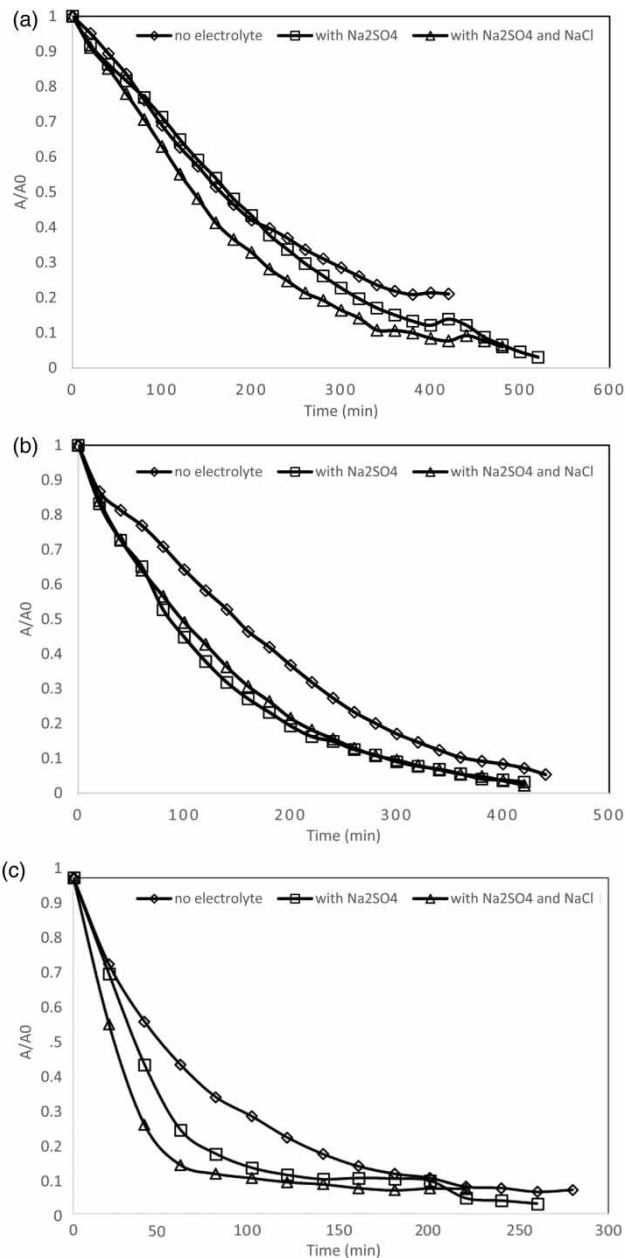 (a)
1
0.9
0.8
0.7
0.6
0.5
0.4
0.3
0.2
0.1
0
A/A0
no electrolyte with Na2SO4 with Na2SO4 and NaCl
0 100 200 300 400 500 600
Time (min)
(b)
1
0.9
0.8
0.7
0.6
0.5
0.4
0.3
0.2
0.1
0
A/A0
no electrolyte with Na2SO4 with Na2SO4 and NaCl
0 100 200 300 400 500
Time (min)
(c)
1
0.9
0.8
0.7
0.6
.5
0.4
0.3
0.2
0.1
0
A/A0
no electrolyte with Na2SO4 with Na2SO4 and NaCl
0 50 100 150 200 250 300
Time (min)